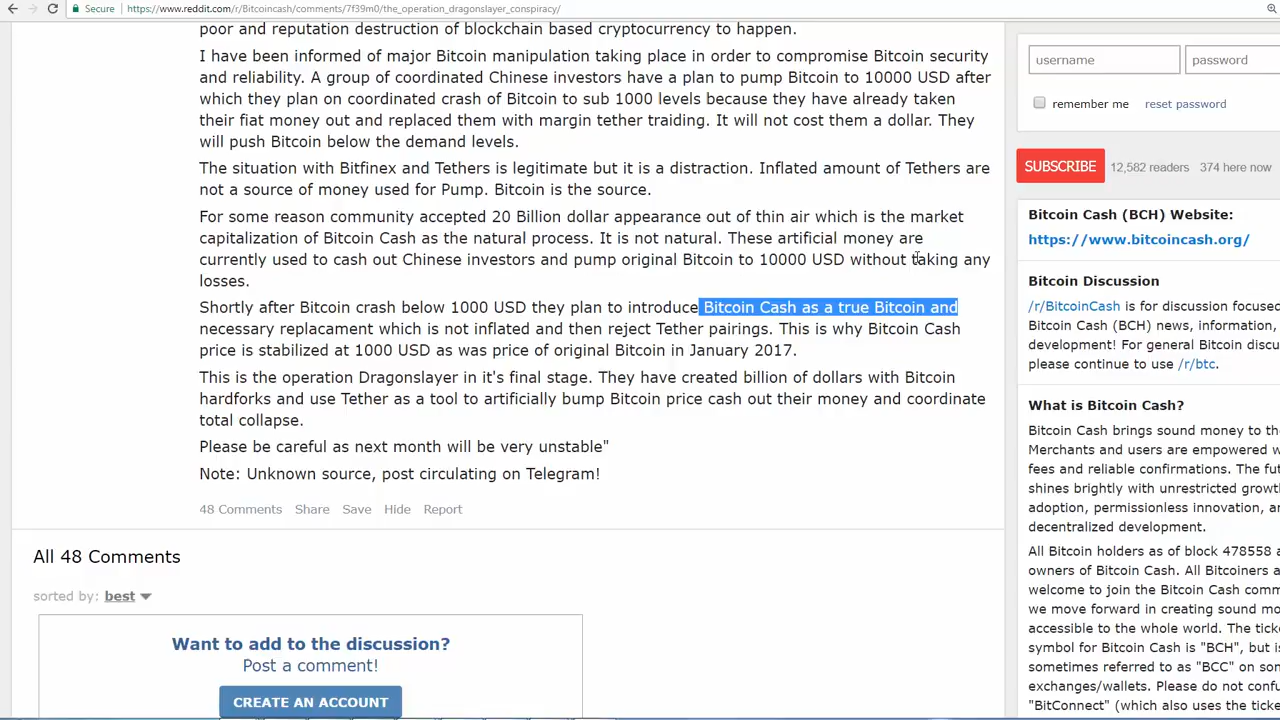 Secure
https://www.reddit.com/r/Bitcoincash/comments/7f39m0/the_operation_dragonslayer_conspiracy/
poor and reputation destruction of blockchain based cryptocurrency to happen.
I have been informed of major Bitcoin manipulation taking place in order to compromise Bitcoin security
and reliability. A group of coordinated Chinese investors have a plan to pump Bitcoin to 10000 USD after
which they plan on coordinated crash of Bitcoin to sub 1000 levels because they have already taken
their fiat money out and replaced them with margin tether traiding. It will not cost them a dollar. They
will push Bitcoin below the demand levels.
The situation with Bitfinex and Tethers is legitimate but it is a distraction. Inflated amount of Tethers are
not a source of money used for Pump. Bitcoin is the source.
For some reason community accepted 20 Billion dollar appearance out of thin air which is the market
capitalization of Bitcoin Cash as the natural process. It is not natural. These artificial money are
currently used to cash out Chinese investors and pump original Bitcoin to 10000 USD without taking any
losses.
Shortly after Bitcoin crash below 1000 USD they plan to introduce Bitcoin Cash as a true Bitcoin and
necessary replacament which is not inflated and then reject Tether pairings. This is why Bitcoin Cash
price is stabilized at 1000 USD as was price of original Bitcoin in January 2017.
This is the operation Dragonslayer in it's final stage. They have created billion of dollars with Bitcoin
hardforks and use Tether as a tool to artificially bump Bitcoin price cash out their money and coordinate
total collapse.
Please be careful as next month will be very unstable"
Note: Unknown source, post circulating on Telegram!
48 Comments Share Save Hide Report
All 48 Comments
sorted by: best
Want to add to the discussion?
Post a comment!
CREATE AN ACCOUNT
username
password
remember me
reset password
SUBSCRIBE 12,582 readers 374 here now
Bitcoin Cash (BCH) Website:
https://www.bitcoincash.org/
Bitcoin Discussion
/r/BitcoinCash is for discussion focused
Bitcoin Cash (BCH) news, information,
development! For general Bitcoin discu
please continue to use /r/btc.
What is Bitcoin Cash?
Bitcoin Cash brings sound money to the
Merchants and users are empowered w
fees and reliable confirmations. The fut
shines brightly with unrestricted growt
adoption, permissionless innovation, a
decentralized development.
All Bitcoin holders as of block 478558 a
owners of Bitcoin Cash. All Bitcoiners a
welcome to join the Bitcoin Cash comm
we move forward in creating sound mo
accessible to the whole world. The ticke
symbol for Bitcoin Cash is "BCH", but i
sometimes referred to as "BCC" on son
exchanges/wallets. Please do not confu
"BitConnect" (which also uses the ticke